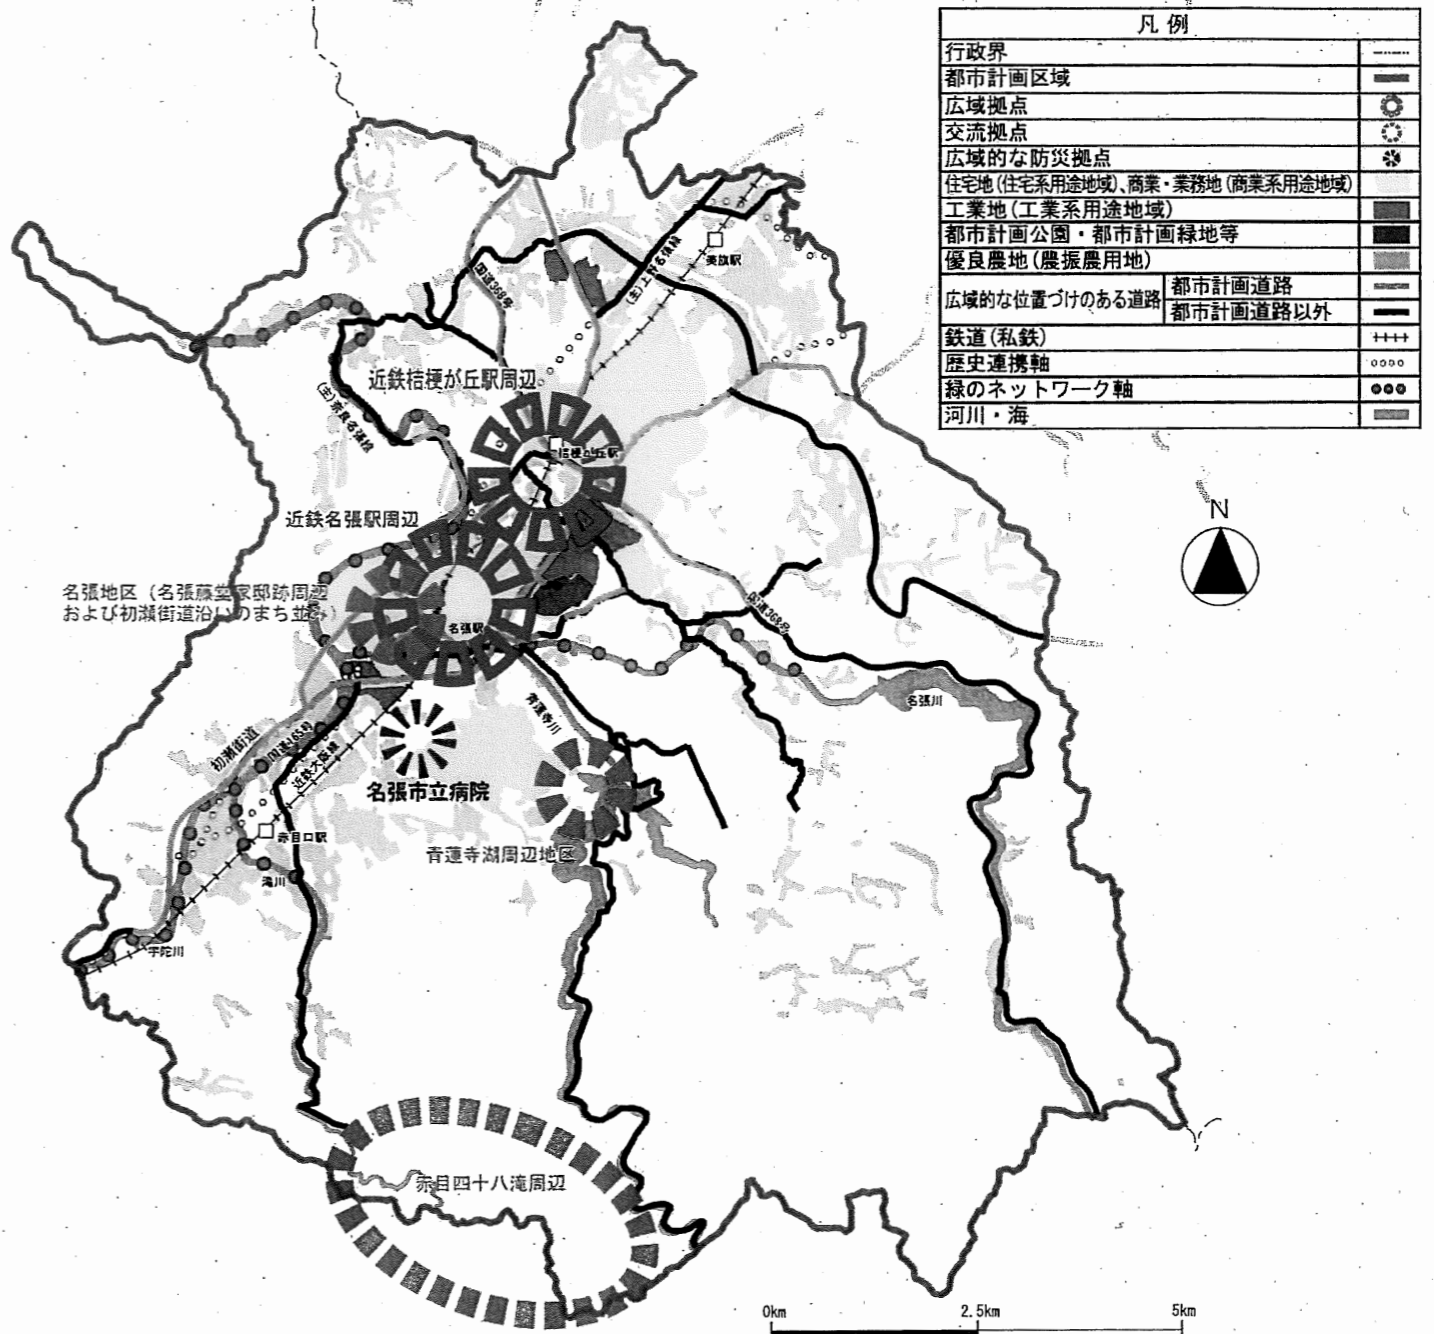 凡例
行政界
都市計画区域
広域拠点
交流拠点
広域的な防災拠点
住宅地(住宅系用途地域)、商業・業務地(商業系用途地域)
工業地(工業系用途地域)
都市計画公園・都市計画緑地等
優良農地(農振農用地)
広域的な位置づけのある道路
都市計画道路
都市計画道路以外
鉄道(私鉄)
歴史連携軸
緑のネットワーク軸
河川・海
(主)上野名張線
美旗駅
国道368号
近鉄桔梗が丘駅周辺
(主)奈良名張線
桔梗が丘駅
近鉄名張駅周辺
N
名張地区(名張藤堂家邸跡周辺
および初瀬街道沿いのまち並み)
名張駅
国道368号
名張川
青蓮寺川
初瀬街道
国道165号
近鉄大阪線
名張市立病院
赤目口駅
青蓮寺湖周辺地区
滝川
宇陀川
赤目四十八滝周辺
0km
2.5km
5km